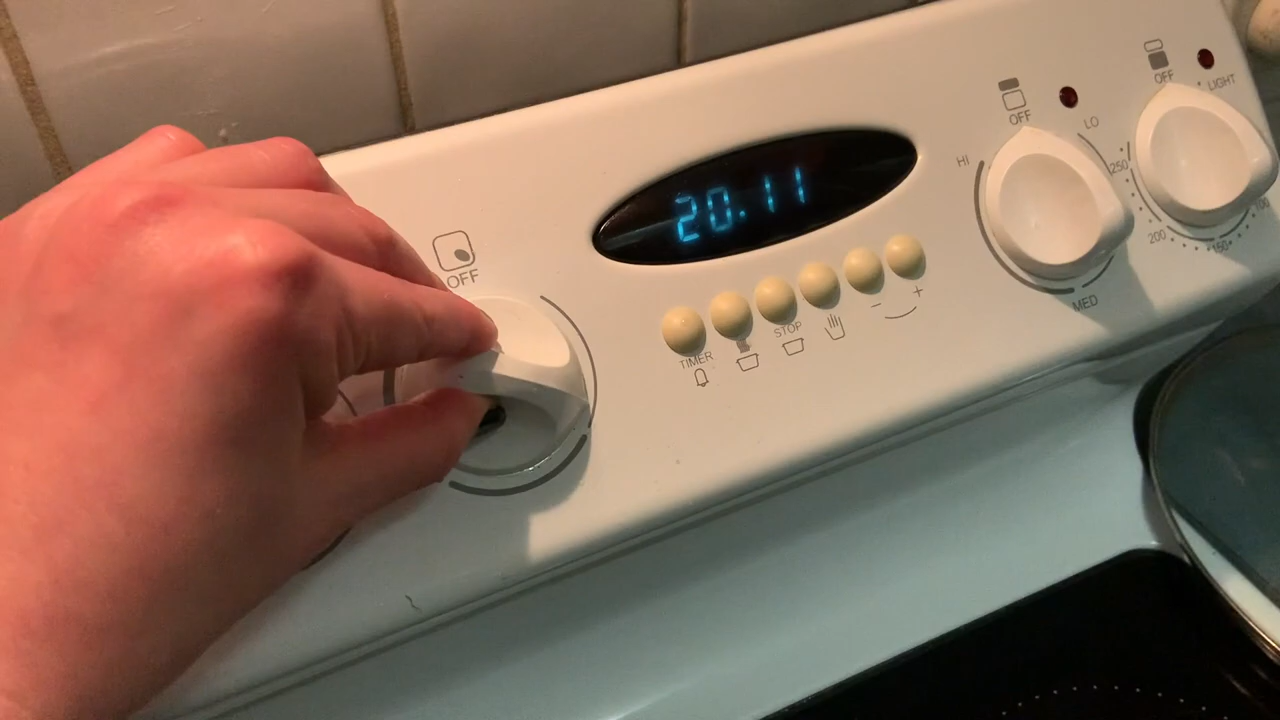 OFF
20.11
TIMER
STOP
- +
OFF
HI
LO
MED
OFF
LIGHT
250
200
150
100